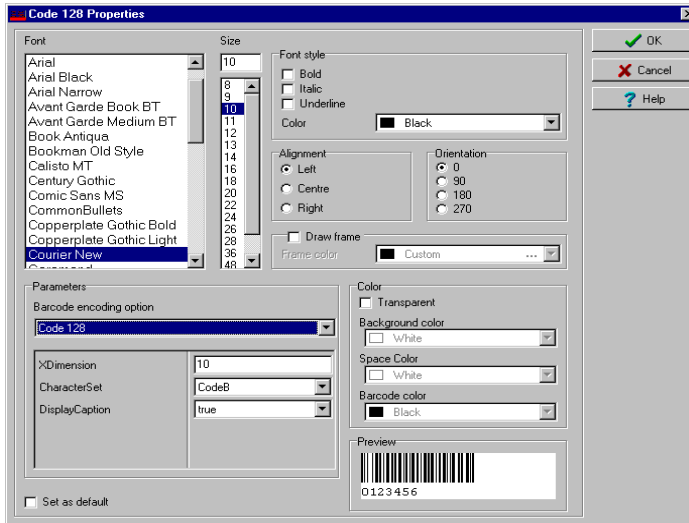 Code 128 Properties
Font
Arial
Arial Black
Arial Narrow
Avant Garde Book BT
Avant Garde Medium BT
Book Antiqua
Bookman Old Style
Calisto MT
Century Gothic
Comic Sans MS
CommonBullets
Copperplate Gothic Bold
Copperplate Gothic Light
Courier New
Garamond
Size
10
8
9
10
11
12
13
14
16
18
20
22
24
26
28
36
48
Font style
Bold
Italic
Underline
Color
Black
Alignment
Left
Centre
Right
Orientation
0
90
180
270
Draw frame
Frame color
Custom
...
OK
Cancel
Help
Parameters
Barcode encoding option
Code 128
XDimension
10
CharacterSet
CodeB
DisplayCaption
true
Color
Transparent
Background color
White
Space Color
White
Barcode color
Black
Preview
0123456
Set as default